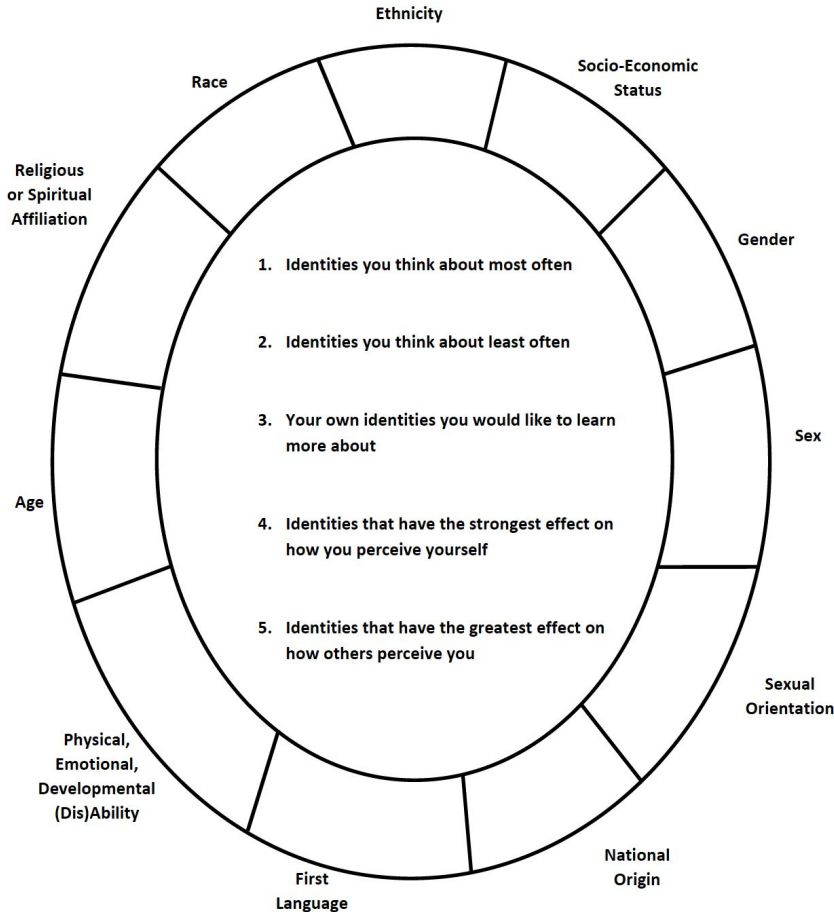 Ethnicity
Socio-Economic
Status
Race
Religious
or Spiritual
Affiliation
Gender
Sex
Age
Sexual
Orientation
Physical,
Emotional,
Developmental
(Dis)Ability
National
Origin
First
Language
1. Identities you think about most often
2. Identities you think about least often
3. Your own identities you would like to learn
more about
4. Identities that have the strongest effect on
how you perceive yourself
5. Identities that have the greatest effect on
how others perceive you